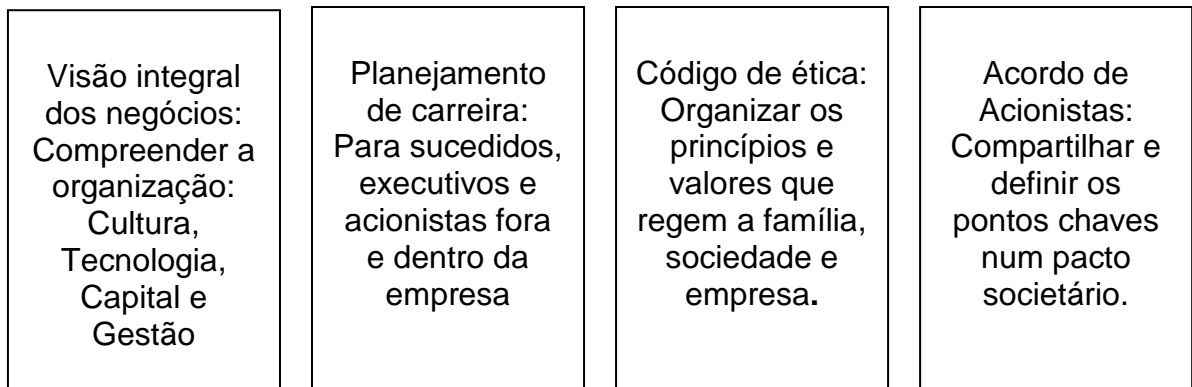 Visão integral
dos negócios:
Compreender a
organização:
Cultura,
Tecnologia,
Capital e
Gestão
Planejamento
de carreira:
Para sucedidos,
executivos e
acionistas fora
e dentro da
empresa
Código de ética:
Organizar os
princípios e
valores que
regem a família,
sociedade e
empresa.
Acordo de
Acionistas:
Compartilhar e
definir os
pontos chaves
num pacto
societário.